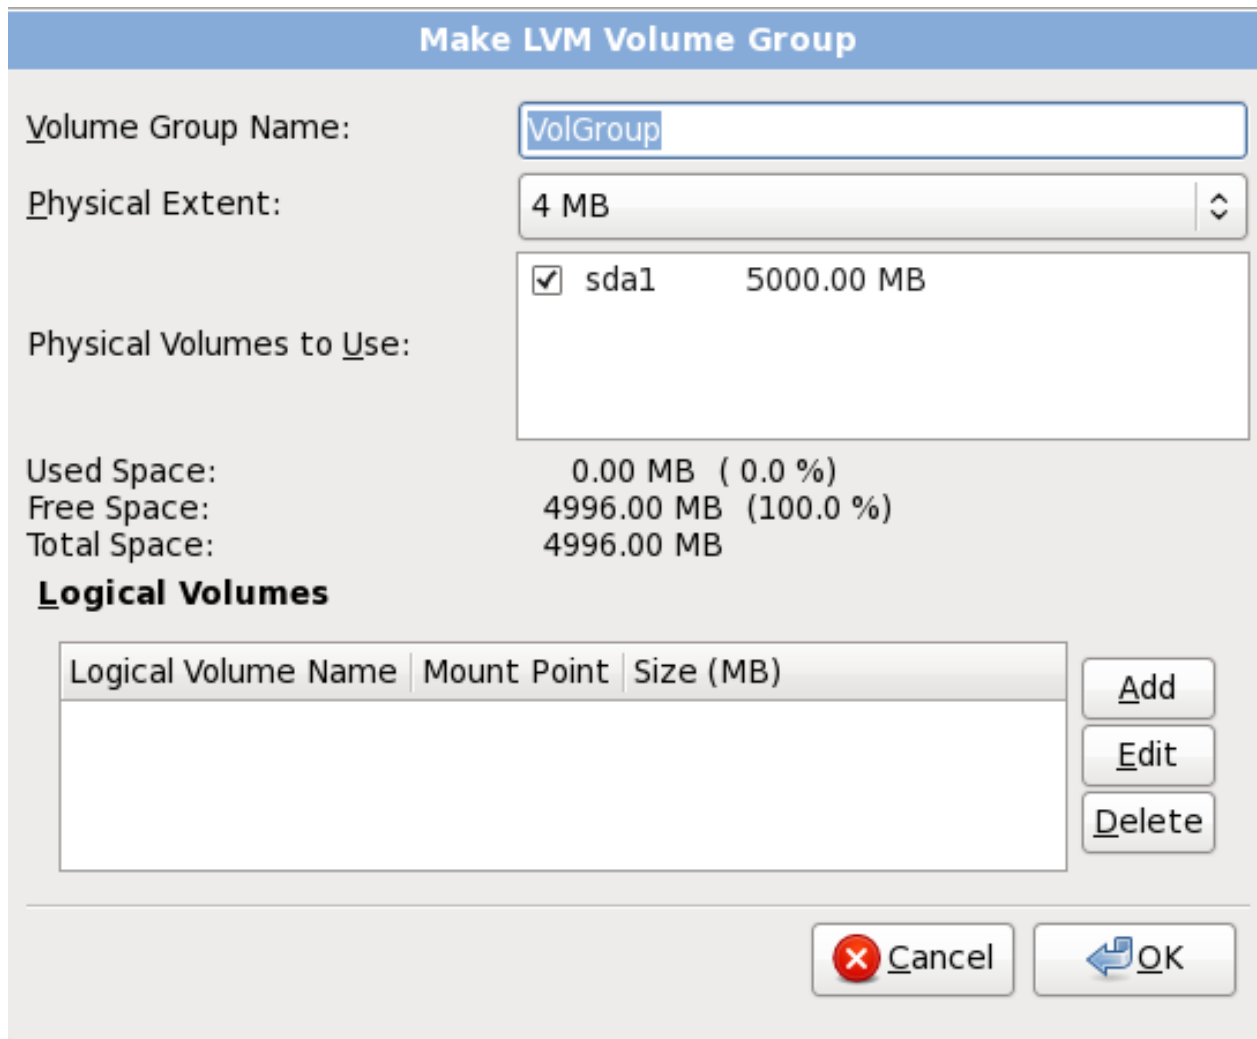 Make LVM Volume Group
Volume Group Name: VolGroup
Physical Extent: 4 MB
sda1 5000.00 MB
Physical Volumes to Use:
Used Space: 0.00 MB ( 0.0 %)
Free Space: 4996.00 MB (100.0 %)
Total Space: 4996.00 MB
Logical Volumes
Logical Volume Name Mount Point Size (MB)
Add
Edit
Delete
Cancel OK